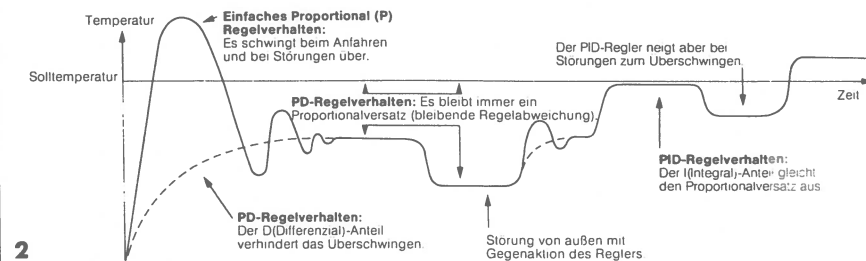 Temperatur
Einfaches Proportional (P)
Regelverhalten:
Es schwingt beim Anfahren
und bei Störungen über.
Der PID-Regler neigt aber bei
Störungen zum Überschwingen.
Solltemperatur
Zeit
PD-Regelverhalten: Es bleibt immer ein
Proportionalversatz (bleibende Regelabweichung).
PID-Regelverhalten:
Der I(Integral)-Anteil gleicht
den Proportionalversatz aus
PD-Regelverhalten:
Der D(Differenzial)-Anteil
verhindert das Überschwingen.
Störung von außen mit
Gegenaktion des Reglers.
2